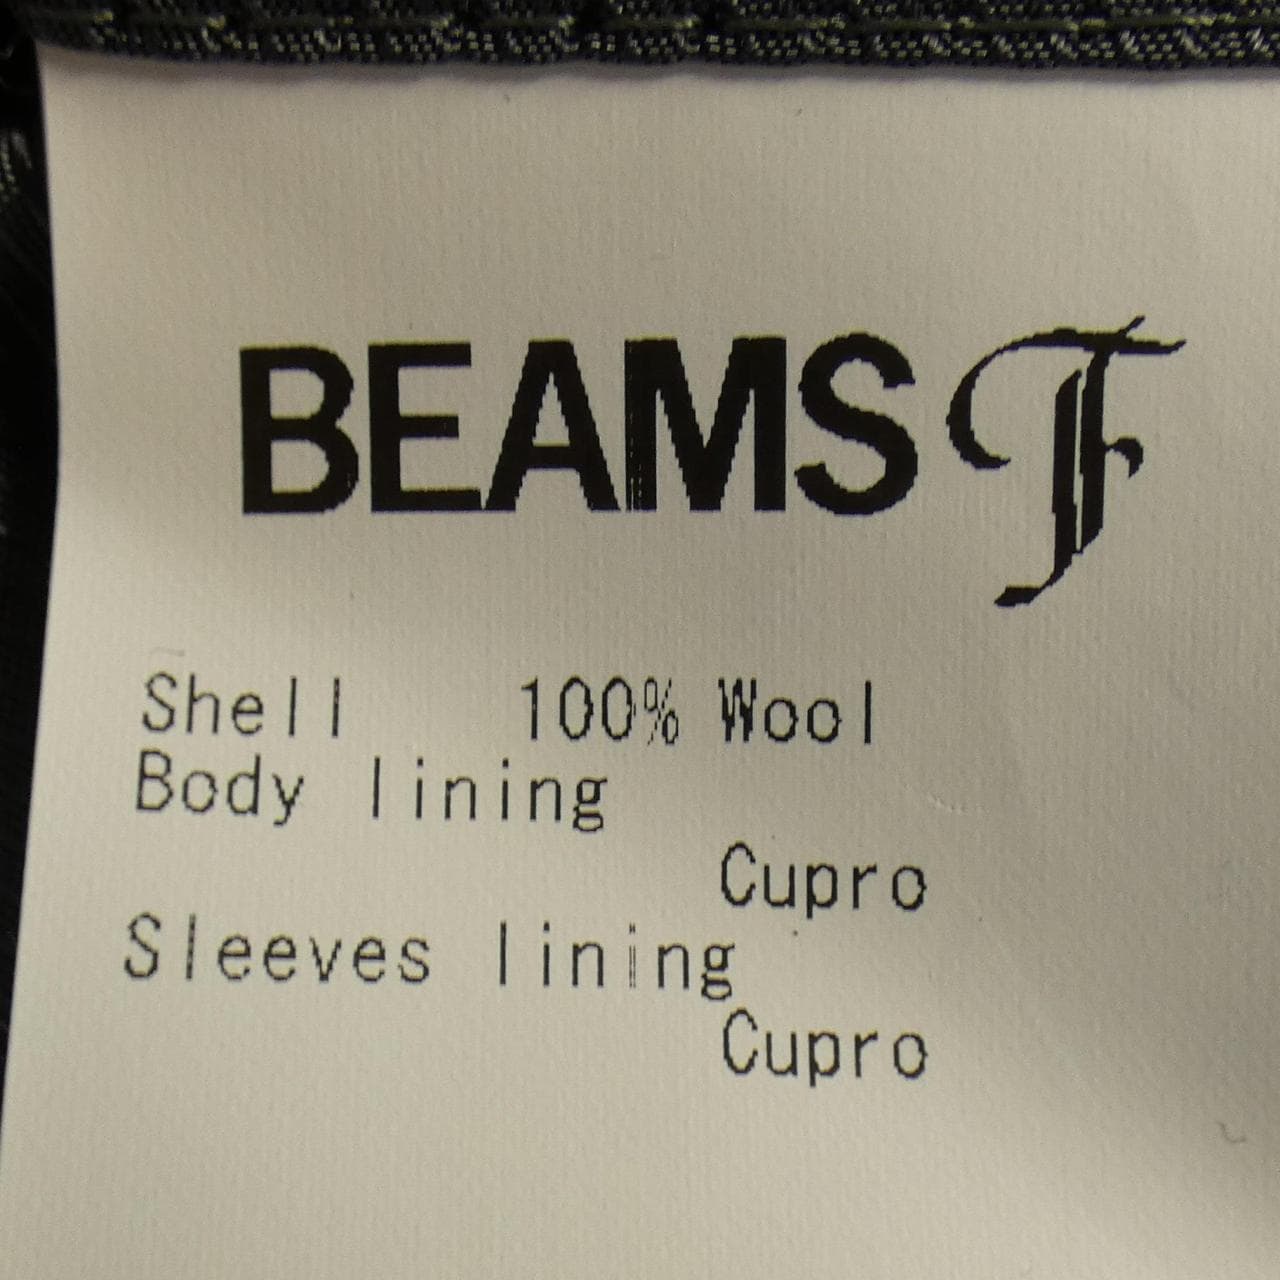 BEAMS F
Shell 100% Wool
Body lining
Cupro
Sleeves lining
Cupro